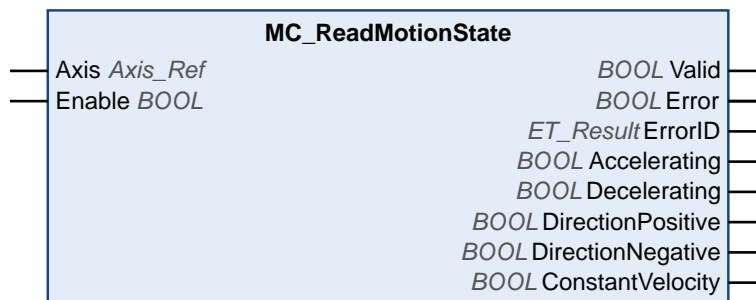 MC_ReadMotionState
Axis Axis_Ref BOOL Valid
Enable BOOL BOOL Error
ET_Result ErrorID
BOOL Accelerating
BOOL Decelerating
BOOL DirectionPositive
BOOL DirectionNegative
BOOL ConstantVelocity